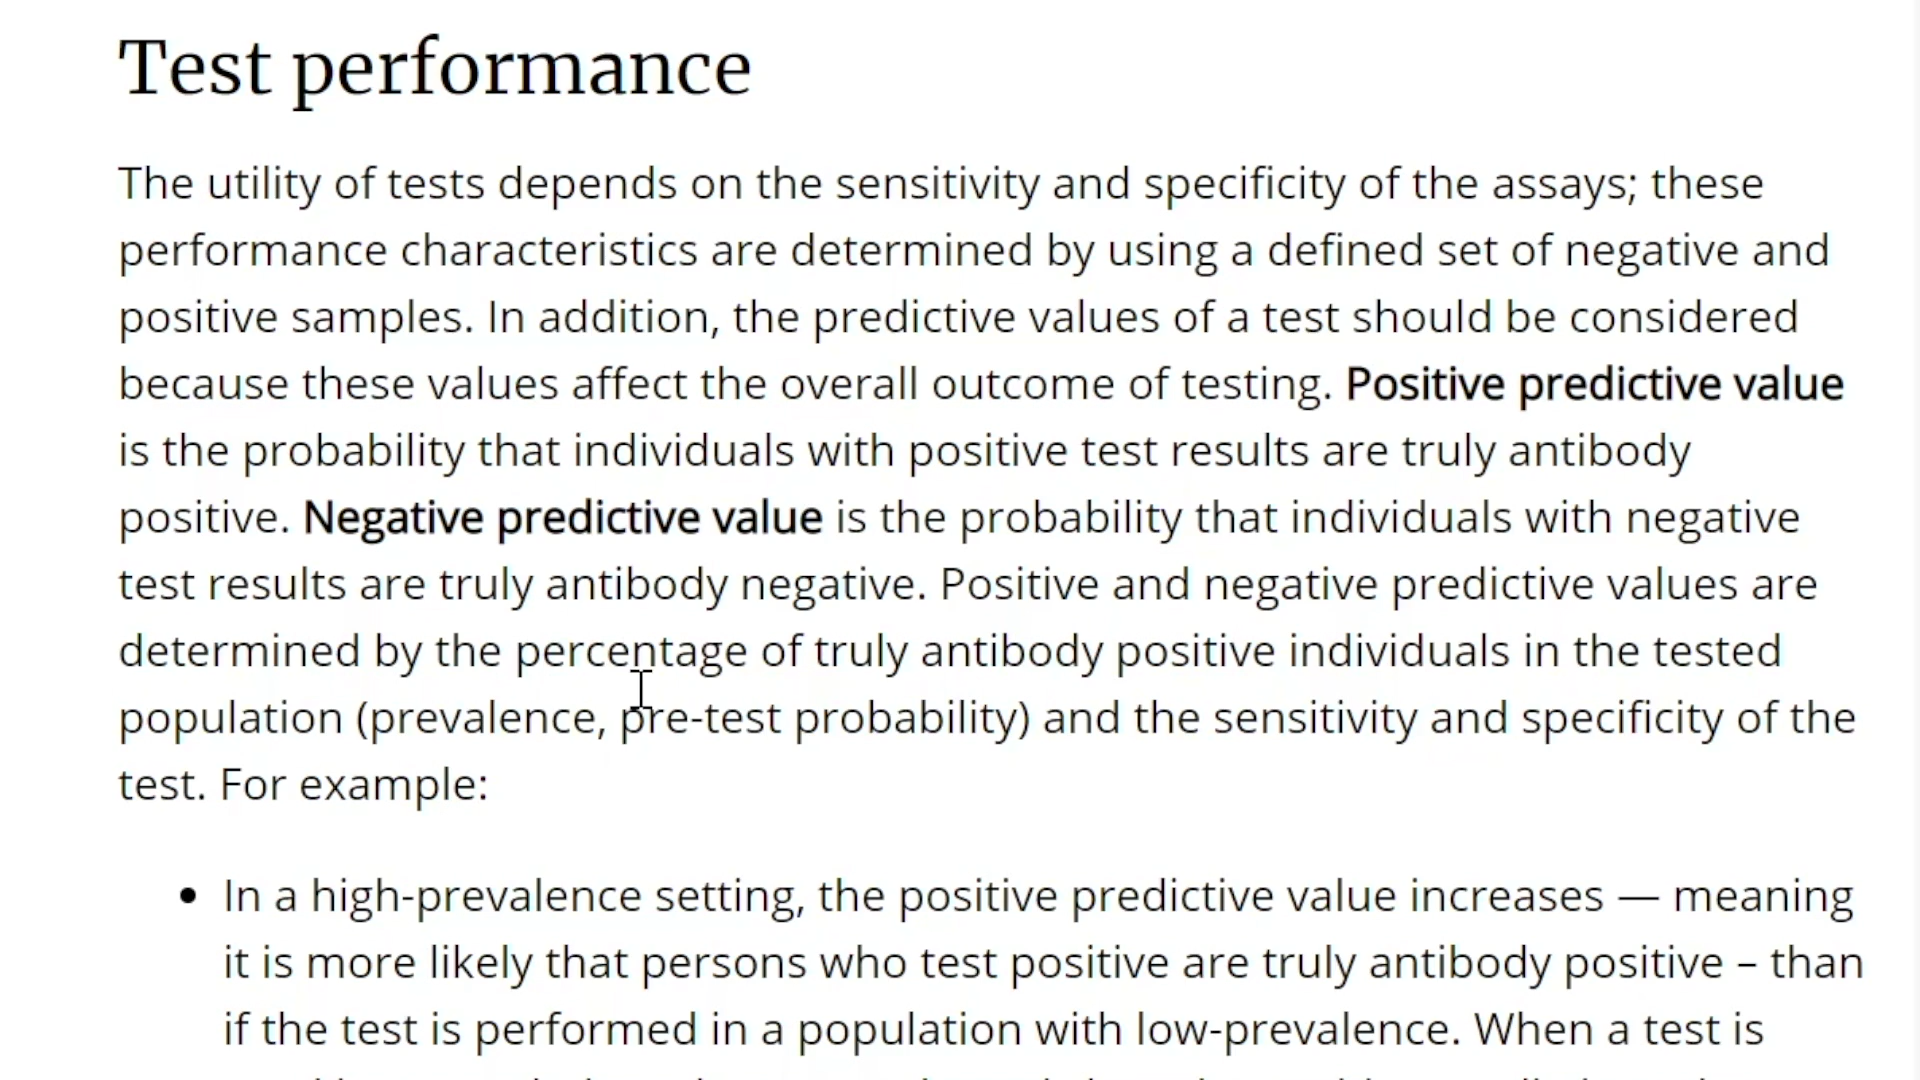 Test performance
The utility of tests depends on the sensitivity and specificity of the assays; these
performance characteristics are determined by using a defined set of negative and
positive samples. In addition, the predictive values of a test should be considered
because these values affect the overall outcome of testing. Positive predictive value
is the probability that individuals with positive test results are truly antibody
positive. Negative predictive value is the probability that individuals with negative
test results are truly antibody negative. Positive and negative predictive values are
determined by the percentage of truly antibody positive individuals in the tested
population (prevalence, pre-test probability) and the sensitivity and specificity of the
test. For example:
• In a high-prevalence setting, the positive predictive value increases — meaning
it is more likely that persons who test positive are truly antibody positive – than
if the test is performed in a population with low-prevalence. When a test is